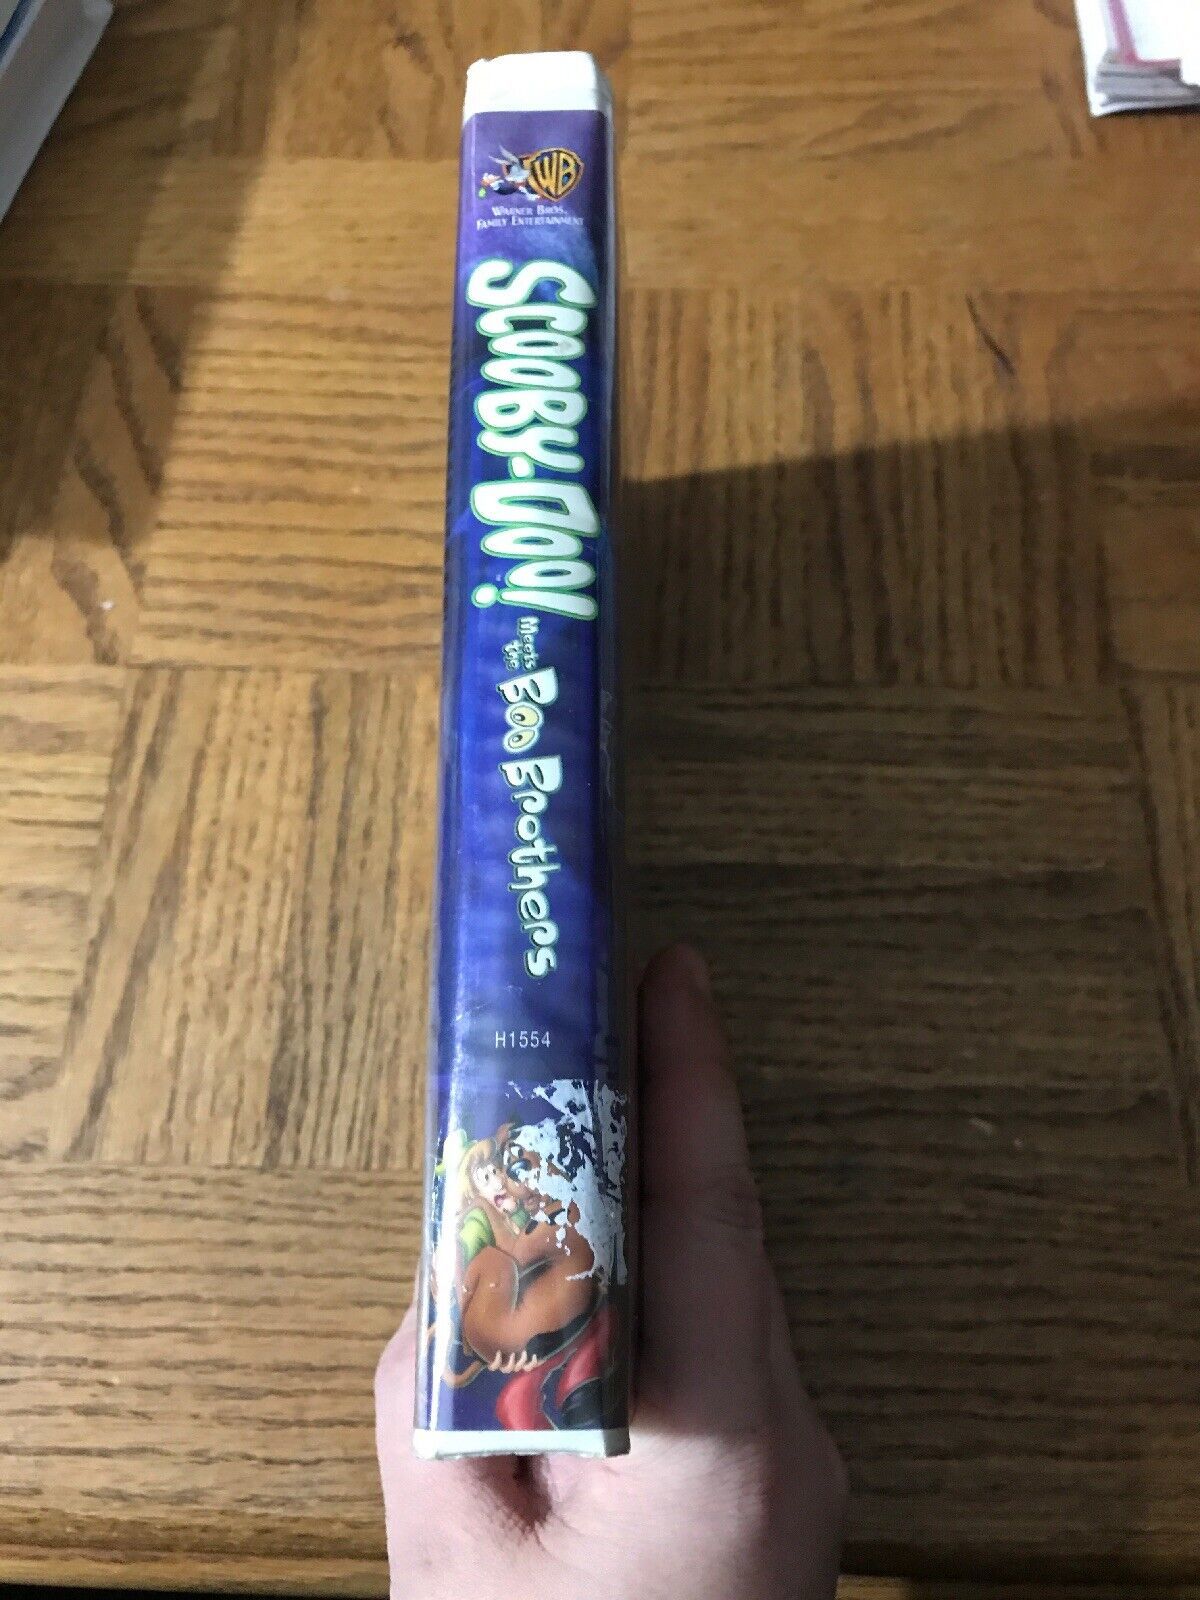 WB
WARNER BROS.
FAMILY ENTERTAINMENT
SCOOBY-DOO!
Meets
the
Boo Brothers
H1554